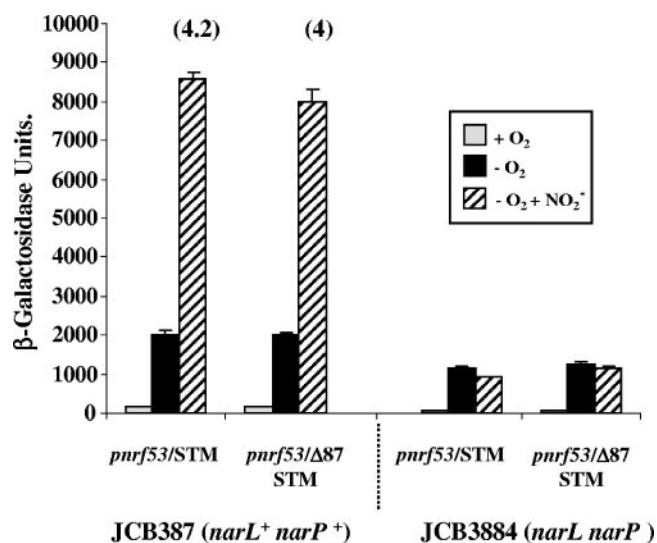 10000
9000
8000
7000
6000
5000
4000
3000
2000
1000
0
β-Galactosidase Units.
(4.2) (4)
+ O₂
- O₂
- O₂ + NO₂⁻
pnrf53/STM pnrf53/Δ87 pnrf53/STM pnrf53/Δ87
STM STM
JCB387 (narL⁺ narP⁺) JCB3884 (narL narP)